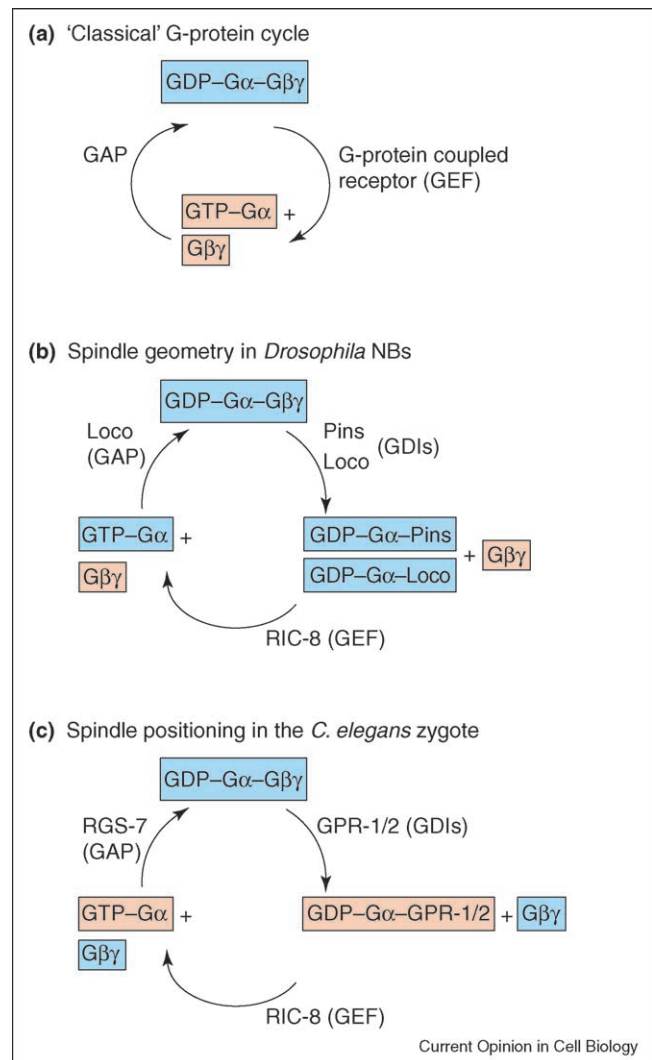 (a) ‘Classical’ G-protein cycle
GDP–Gα–Gβγ
GAP
G-protein coupled
receptor (GEF)
GTP–Gα +
Gβγ
(b) Spindle geometry in Drosophila NBs
GDP–Gα–Gβγ
Loco
(GAP)
Pins
Loco
(GDIs)
GTP–Gα +
Gβγ
GDP–Gα–Pins
GDP–Gα–Loco
+ Gβγ
RIC-8 (GEF)
(c) Spindle positioning in the C. elegans zygote
GDP–Gα–Gβγ
RGS-7
(GAP)
GPR-1/2 (GDIs)
GTP–Gα +
Gβγ
GDP–Gα–GPR-1/2 + Gβγ
RIC-8 (GEF)
Current Opinion in Cell Biology